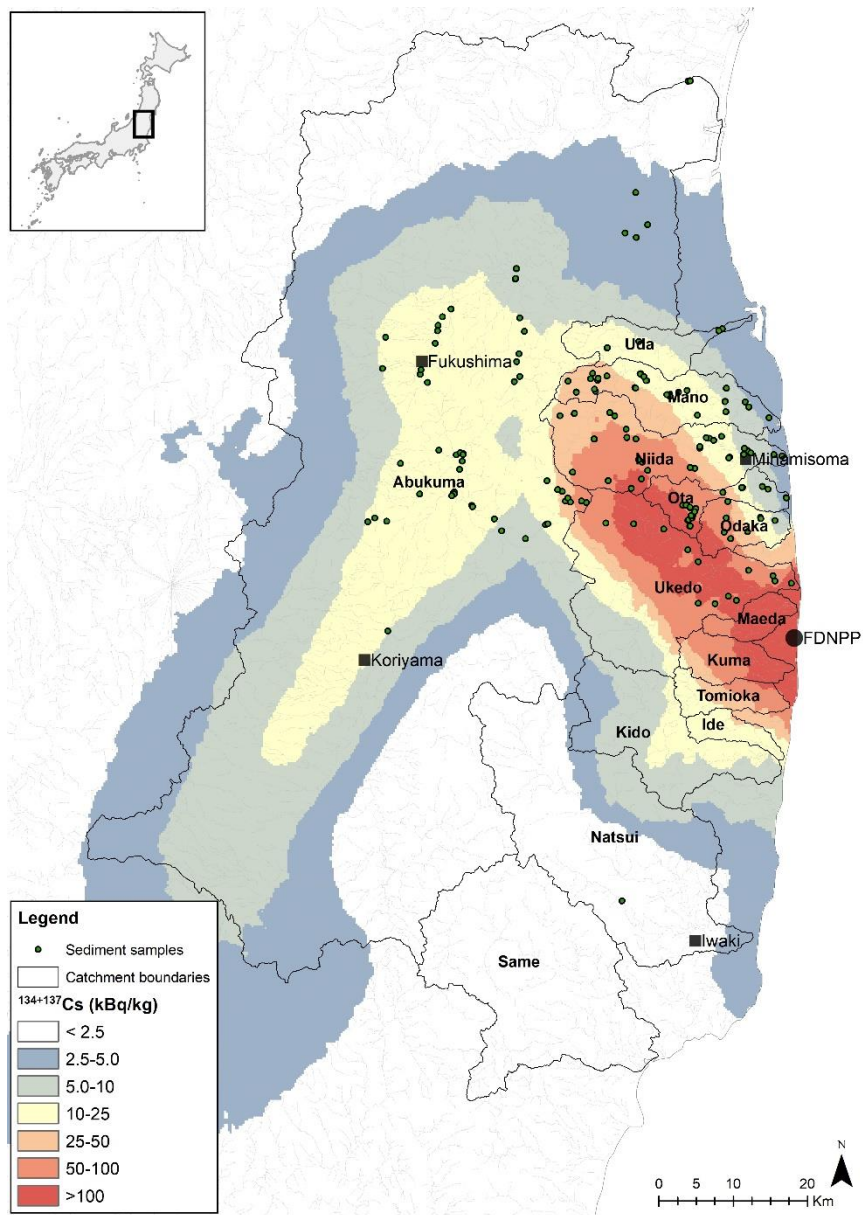 Uda
Fukushima
Mano
Minamisoma
Niida
Abukuma
Ota
Odaka
Ukedo
Maeda
FDNPP
Kuma
Koriyama
Tomioka
Ide
Kido
Natsui
Iwaki
Same
Legend
Sediment samples
Catchment boundaries
¹³⁴⁺¹³⁷Cs (kBq/kg)
< 2.5
2.5-5.0
5.0-10
10-25
25-50
50-100
>100
N
0 5 10 20
Km